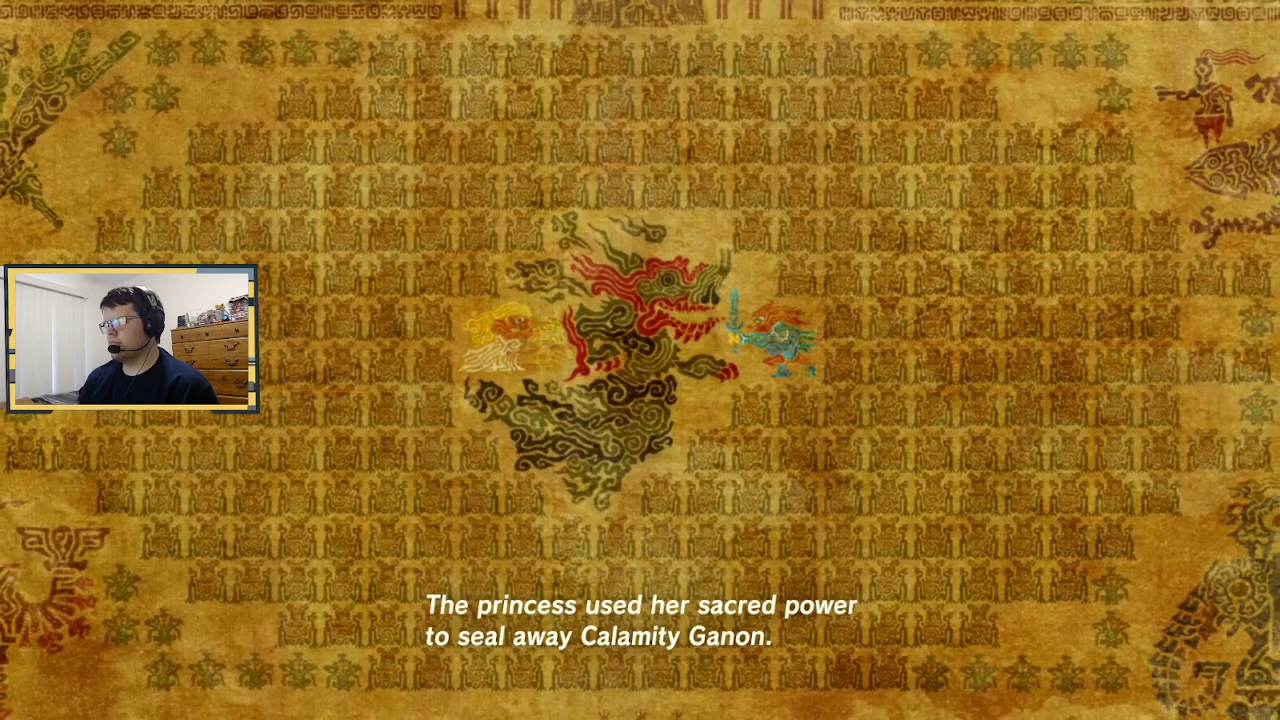 The princess used her sacred power
to seal away Calamity Ganon.